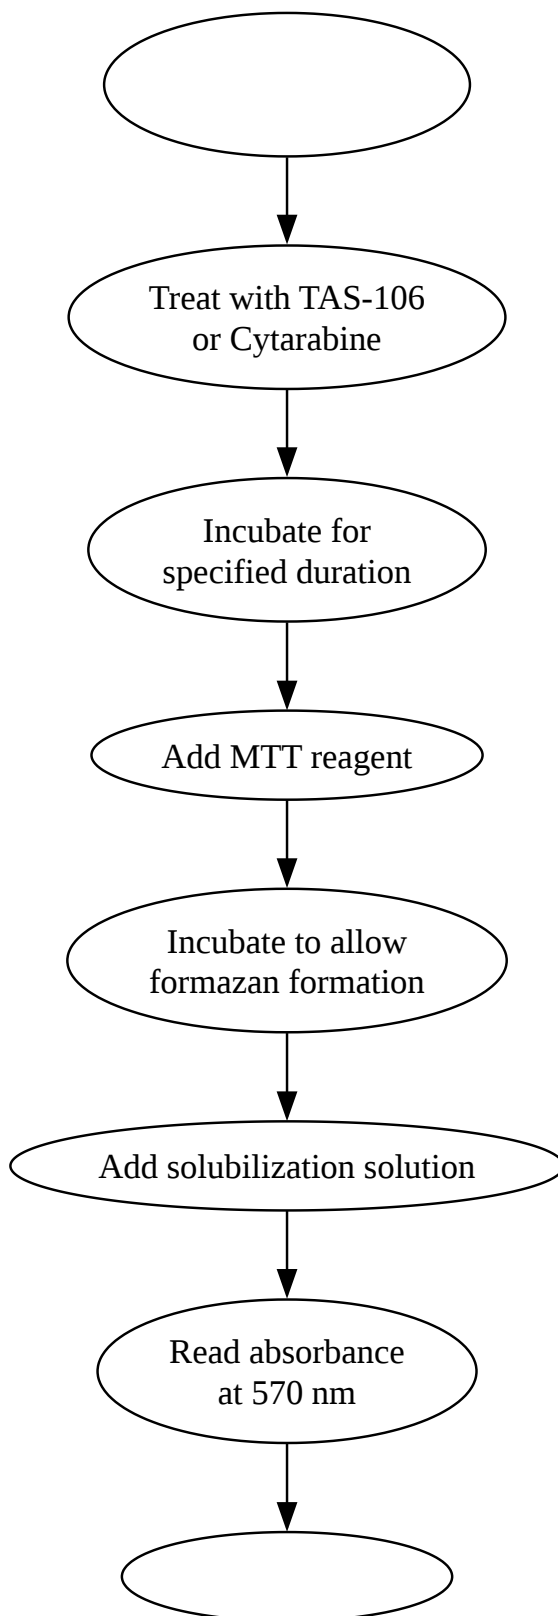 Treat with TAS-106
or Cytarabine
Incubate for
specified duration
Add MTT reagent
Incubate to allow
formazan formation
Add solubilization solution
Read absorbance
at 570 nm